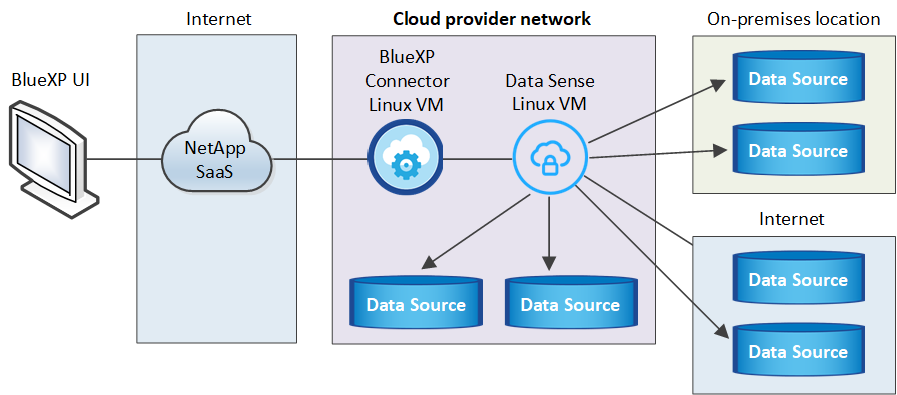 Internet
Cloud provider network
On-premises location
BlueXP UI
BlueXP
Connector
Linux VM
Data Sense
Linux VM
NetApp
SaaS
Data Source
Data Source
Data Source
Data Source
Internet
Data Source
Data Source